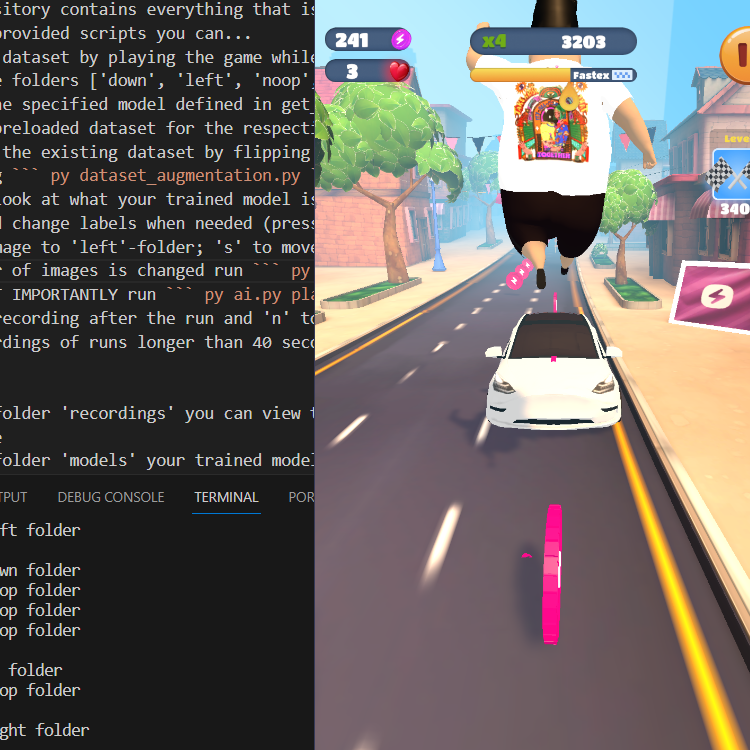 sitory contains everything that is
provided scripts you can...
dataset by playing the game while
e folders ['down', 'left', 'noop'
he specified model defined in get
preloaded dataset for the respecti
the existing dataset by flipping
g ``` py dataset_augmentation.py
look at what your trained model is
d change labels when needed (press
mage to 'left'-folder; 's' to move
r of images is changed run ``` py
T IMPORTANTLY run ``` py ai.py pla
recording after the run and 'n' to
rdings of runs longer than 40 seco
folder 'recordings' you can view t
e
folder 'models' your trained model
TPUT DEBUG CONSOLE TERMINAL POR
ft folder
wn folder
op folder
op folder
op folder
folder
op folder
ght folder
241
x4 3203
3
Fastex
TOGETHER
Leve
340